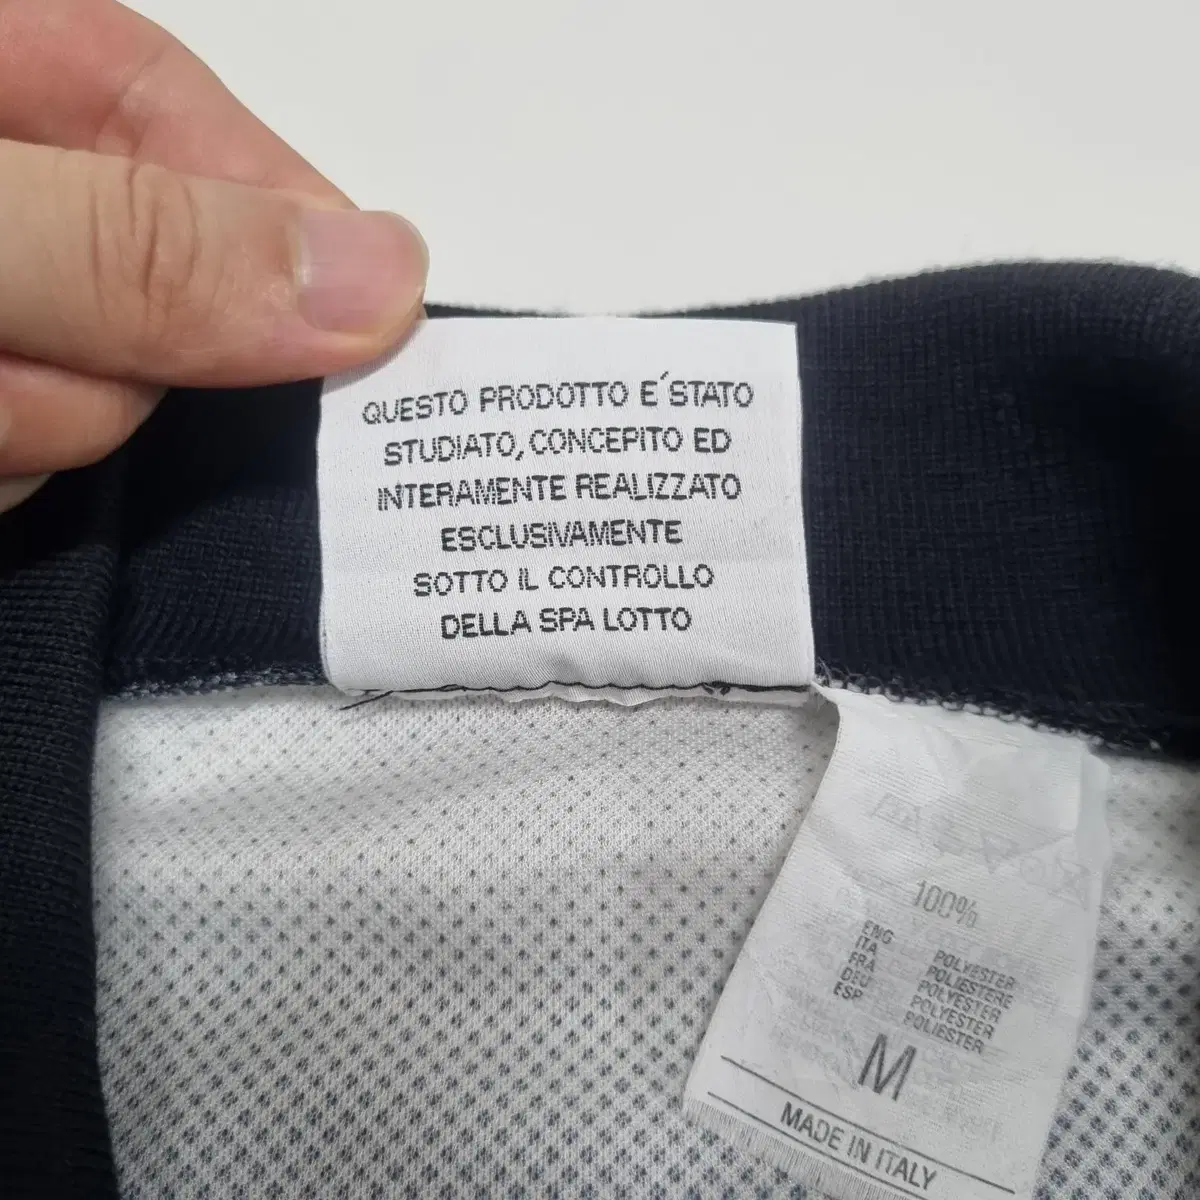 QUESTO PRODOTTO E´STATO
STUDIATO, CONCEPITO ED
INTERAMENTE REALIZZATO
ESCLUSIVAMENTE
SOTTO IL CONTROLLO
DELLA SPA LOTTO
100%
ENG POLYESTER
ITA POLIESTERE
FRA POLYESTER
DEU POLYESTER
ESP POLIESTER
M
MADE IN ITALY